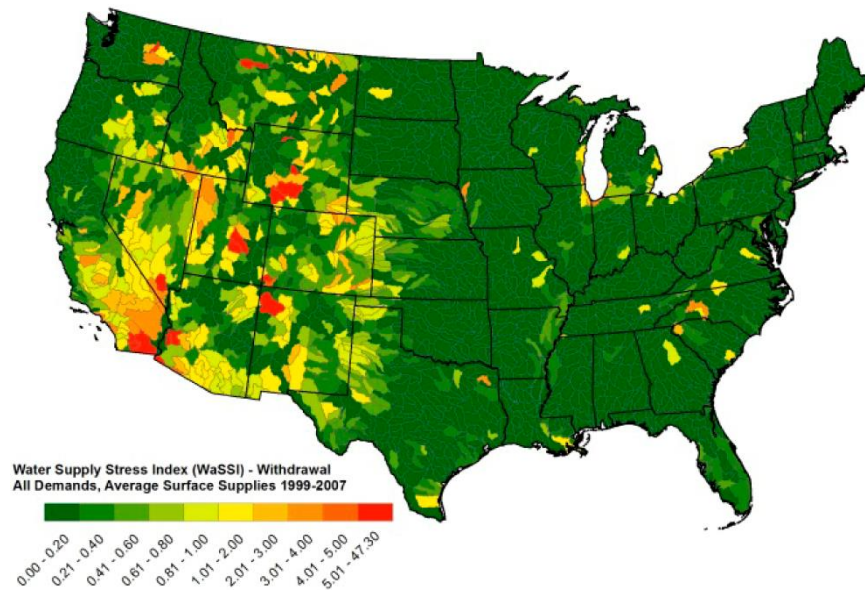 Water Supply Stress Index (WaSSI) - Withdrawal
All Demands, Average Surface Supplies 1999-2007
0.00 - 0.20
0.21 - 0.40
0.41 - 0.60
0.61 - 0.80
0.81 - 1.00
1.01 - 2.00
2.01 - 3.00
3.01 - 4.00
4.01 - 5.00
5.01 - 47.30